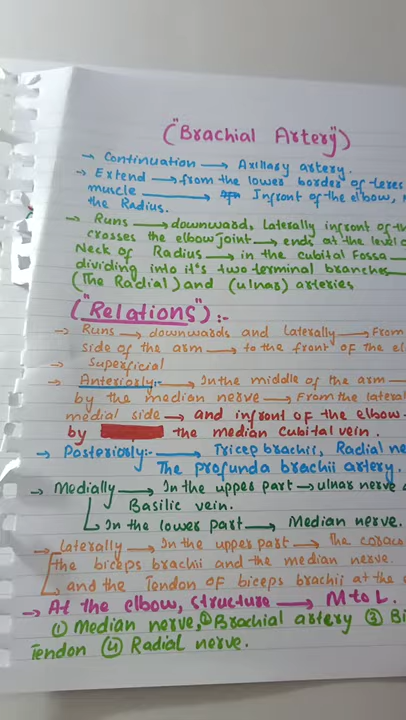 ("Brachial Artery")
→ Continuation → Axillary artery.
→ Extend → from the lower border of teres
muscle → Infront of the elbow,
the Radius.
→ Runs → downward, laterally infront of
crosses the elbow joint → ends at the level
Neck of Radius → in the cubital Fossa →
dividing into it's two terminal branches
(The Radial) and (ulnar) arteries
("Relations") :-
→ Runs → downwards and laterally → From
side of the arm → to the front of the
→ Superficial
→ Anteriorly:- → In the middle of the arm
by the median nerve → From the lateral
medial side → and infront of the elbow
by the median cubital vein.
→ Posteriorly:- → Tricep brachii, Radial
The profunda brachii artery.
→ Medially → In the upper part → ulnar nerve
Basilic vein.
In the lower part → Median nerve.
→ Laterally → In the upper part → The
the biceps brachii and the median nerve.
and the Tendon of biceps brachii at the
→ At the elbow, structure → M to L.
① Median nerve, ② Brachial artery ③
Tendon ④ Radial nerve.